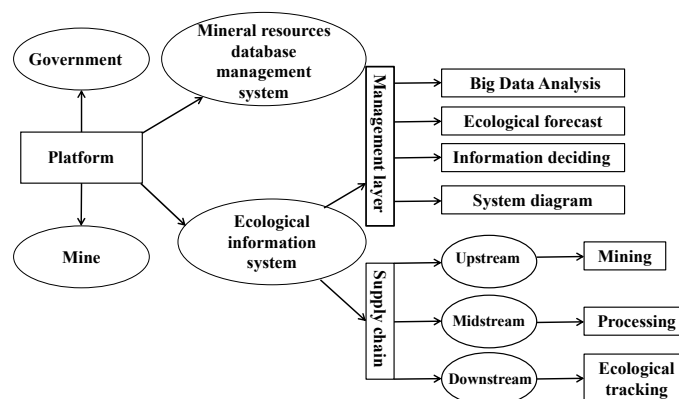 Government
Mineral resources
database
management
system
Platform
Mine
Ecological
information
system
Management layer
Big Data Analysis
Ecological forecast
Information deciding
System diagram
Supply chain
Upstream
Mining
Midstream
Processing
Downstream
Ecological
tracking